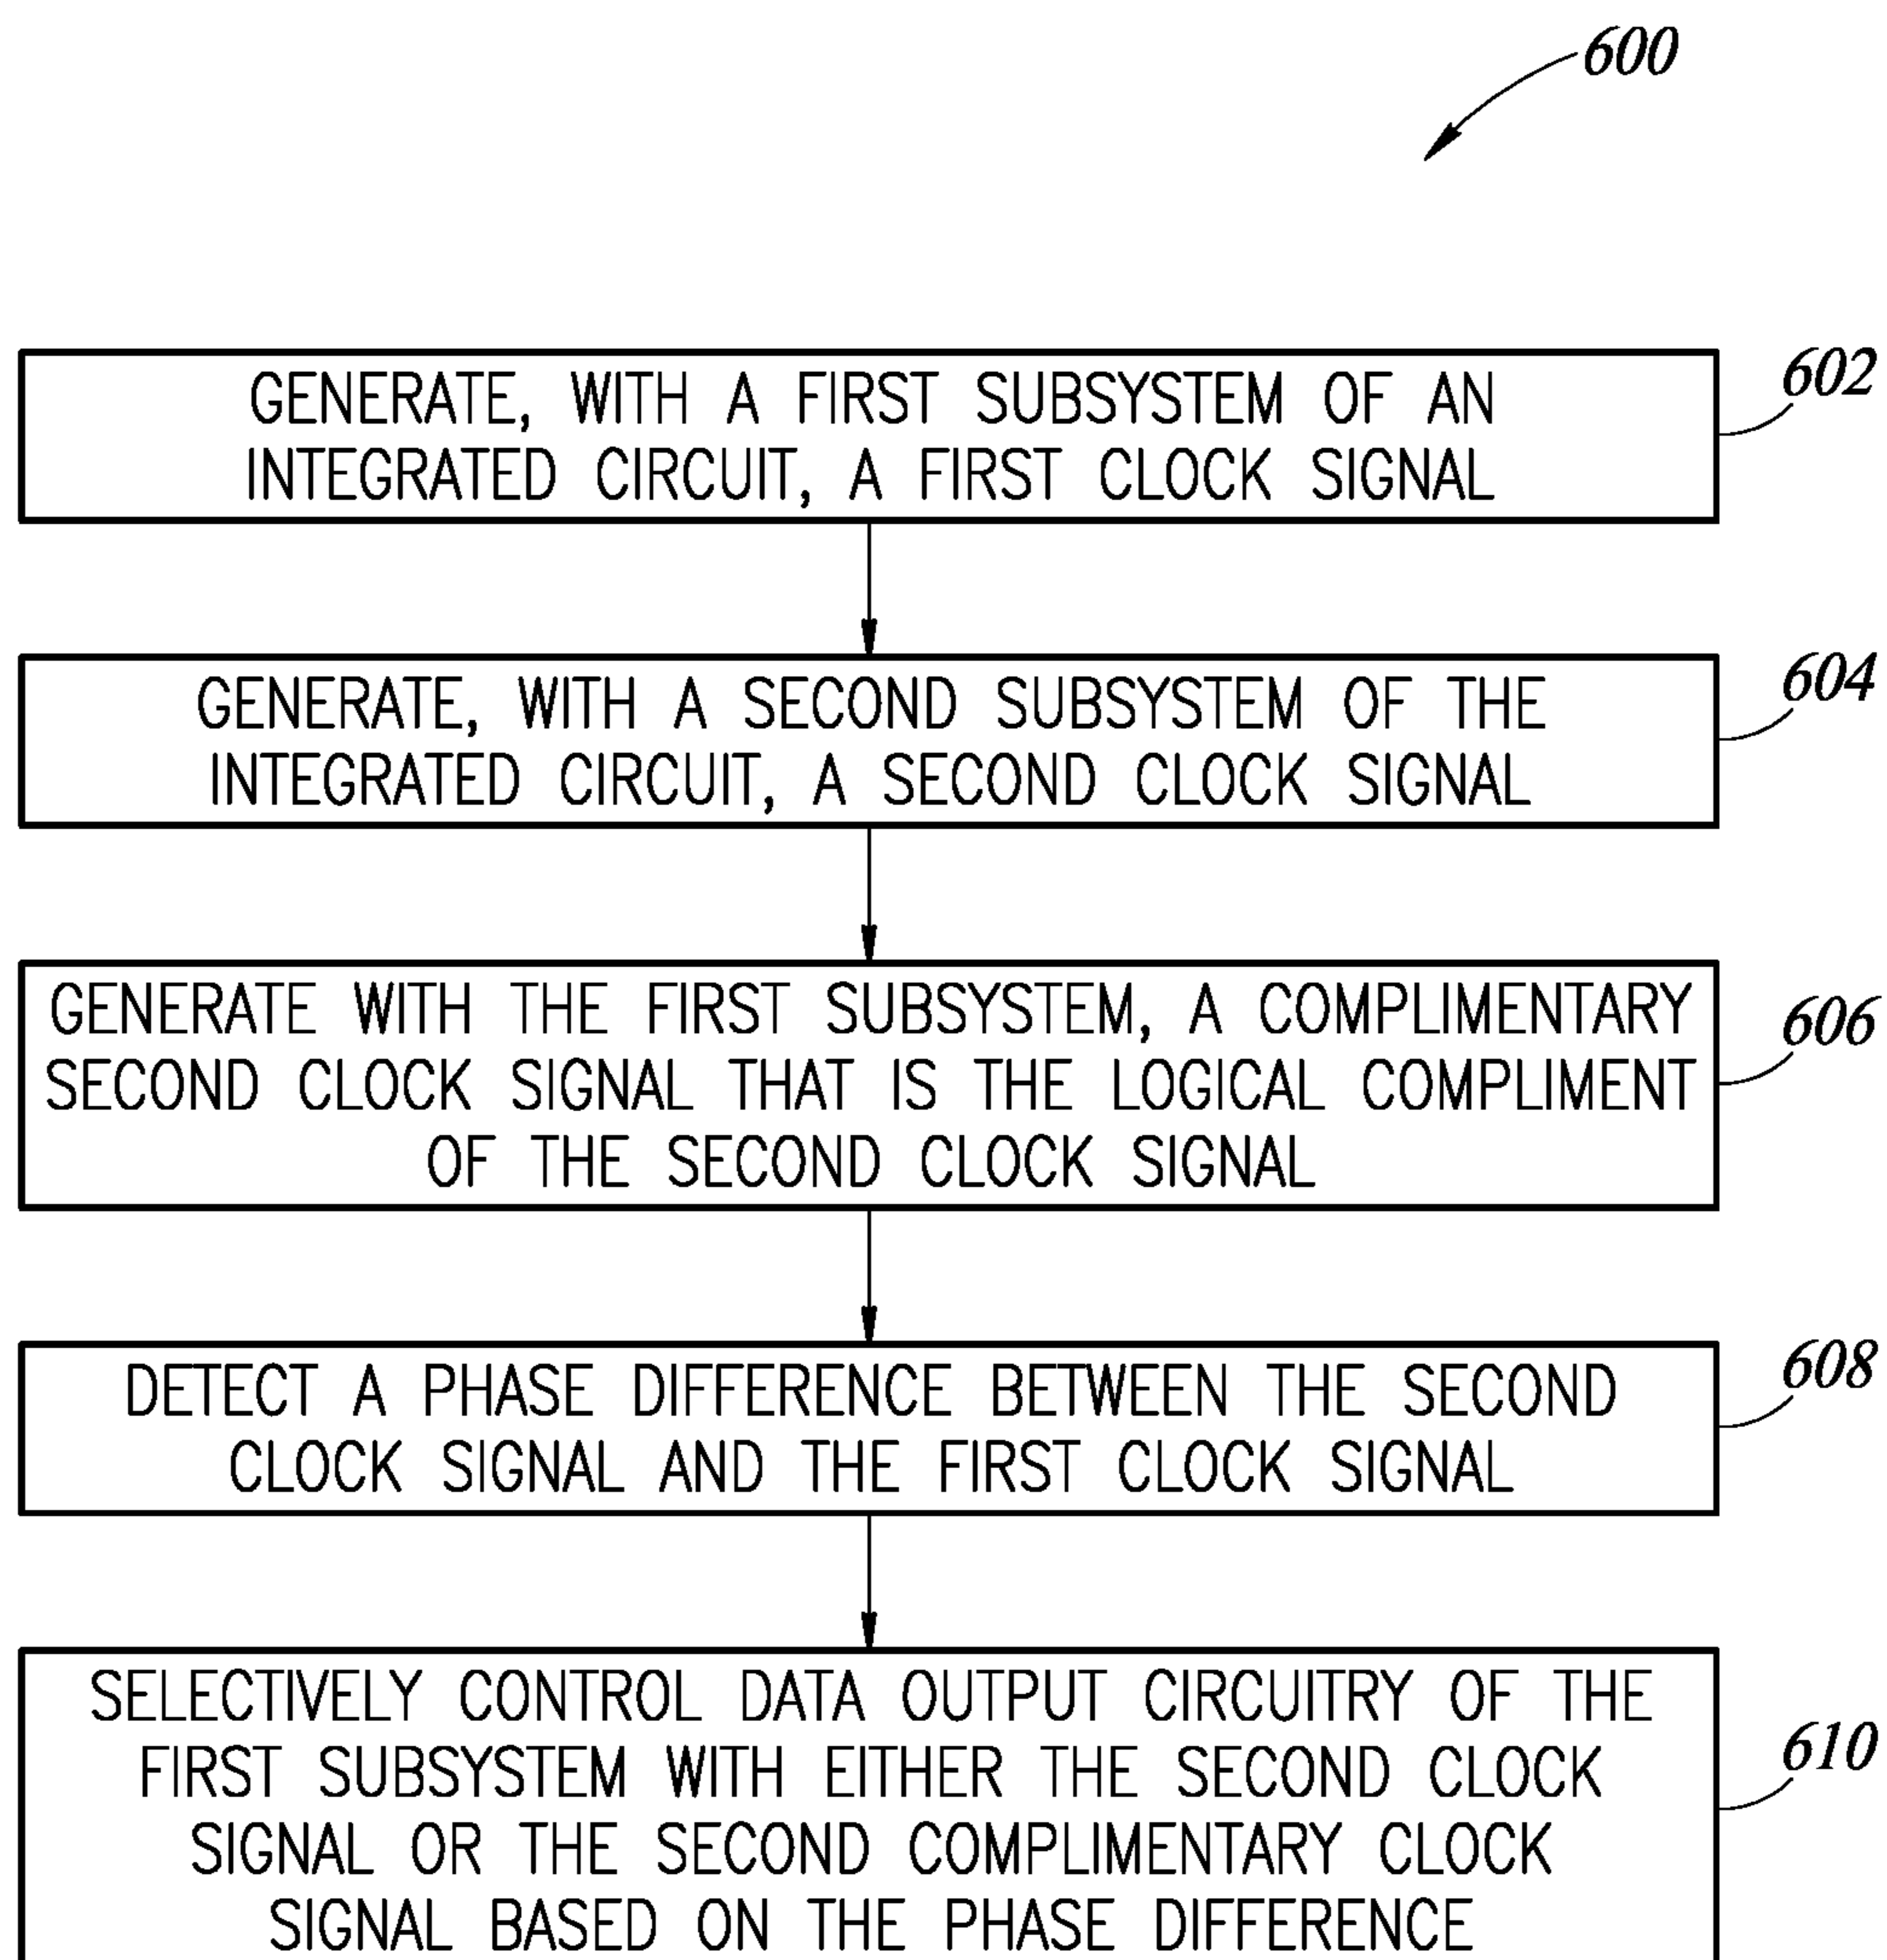 600
GENERATE, WITH A FIRST SUBSYSTEM OF AN
INTEGRATED CIRCUIT, A FIRST CLOCK SIGNAL
602
GENERATE, WITH A SECOND SUBSYSTEM OF THE
INTEGRATED CIRCUIT, A SECOND CLOCK SIGNAL
604
GENERATE WITH THE FIRST SUBSYSTEM, A COMPLIMENTARY
SECOND CLOCK SIGNAL THAT IS THE LOGICAL COMPLIMENT
OF THE SECOND CLOCK SIGNAL
606
DETECT A PHASE DIFFERENCE BETWEEN THE SECOND
CLOCK SIGNAL AND THE FIRST CLOCK SIGNAL
608
SELECTIVELY CONTROL DATA OUTPUT CIRCUITRY OF THE
FIRST SUBSYSTEM WITH EITHER THE SECOND CLOCK
SIGNAL OR THE SECOND COMPLIMENTARY CLOCK
SIGNAL BASED ON THE PHASE DIFFERENCE
610